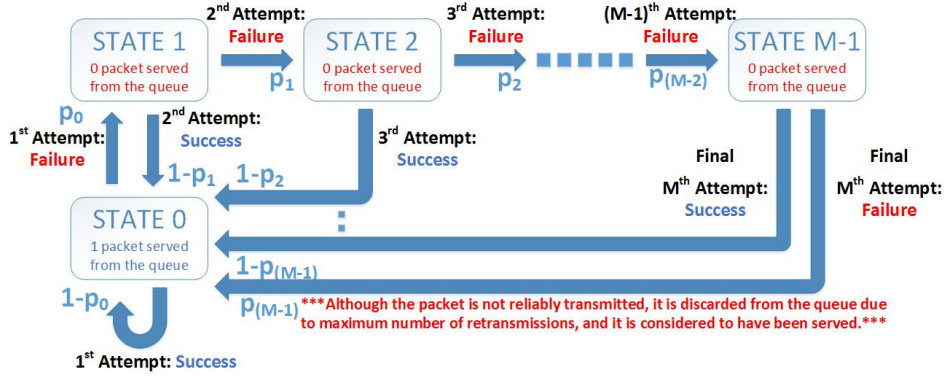 2nd Attempt:
Failure
3rd Attempt:
Failure
(M-1)th Attempt:
Failure
STATE 1
0 packet served
from the queue
p1
STATE 2
0 packet served
from the queue
p2
p(M-2)
STATE M-1
0 packet served
from the queue
p0
1st Attempt:
Failure
2nd Attempt:
Success
1-p1
3rd Attempt:
Success
1-p2
Final
Mth Attempt:
Success
Final
Mth Attempt:
Failure
STATE 0
1 packet served
from the queue
1-p(M-1)
p(M-1)
***Although the packet is not reliably transmitted, it is discarded from the queue due
to maximum number of retransmissions, and it is considered to have been served.***
1-p0
1st Attempt: Success